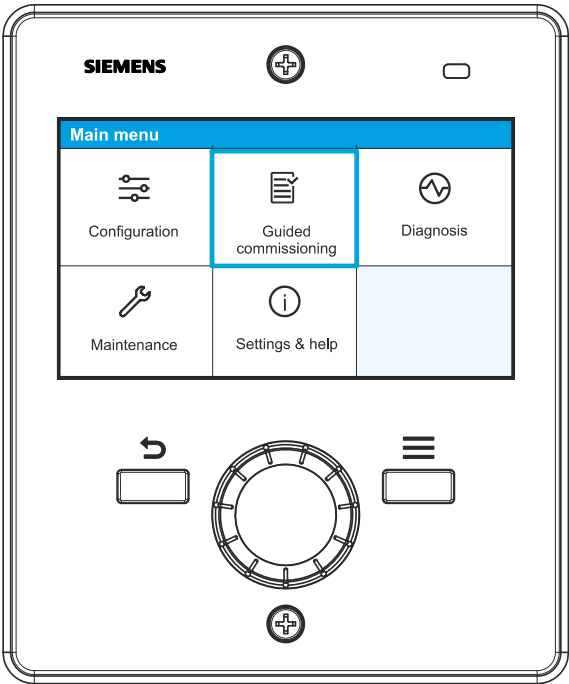 SIEMENS
Main menu
Configuration
Guided
commissioning
Diagnosis
Maintenance
Settings & help